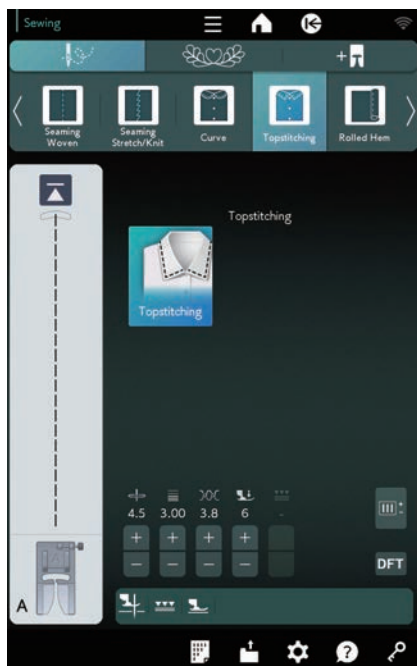 Sewing
Seaming
Woven
Seaming
Stretch/Knit
Curve
Topstitching
Rolled Hem
Topstitching
Topstitching
4.5 3.00 3.8 6 -
+ + + +
− − − −
DFT
A